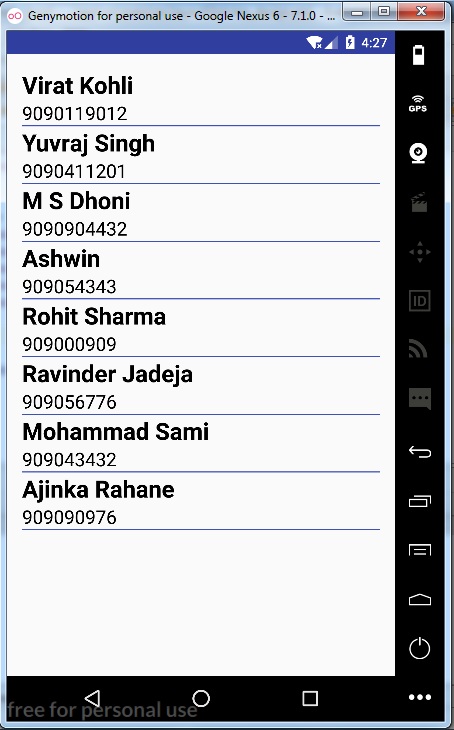 Genymotion for personal use - Google Nexus 6 - 7.1.0 - ...
4:27
Virat Kohli
9090119012
Yuvraj Singh
9090411201
M S Dhoni
9090904432
Ashwin
909054343
Rohit Sharma
909000909
Ravinder Jadeja
909056776
Mohammad Sami
909043432
Ajinka Rahane
909090976
GPS
ID
free for personal use